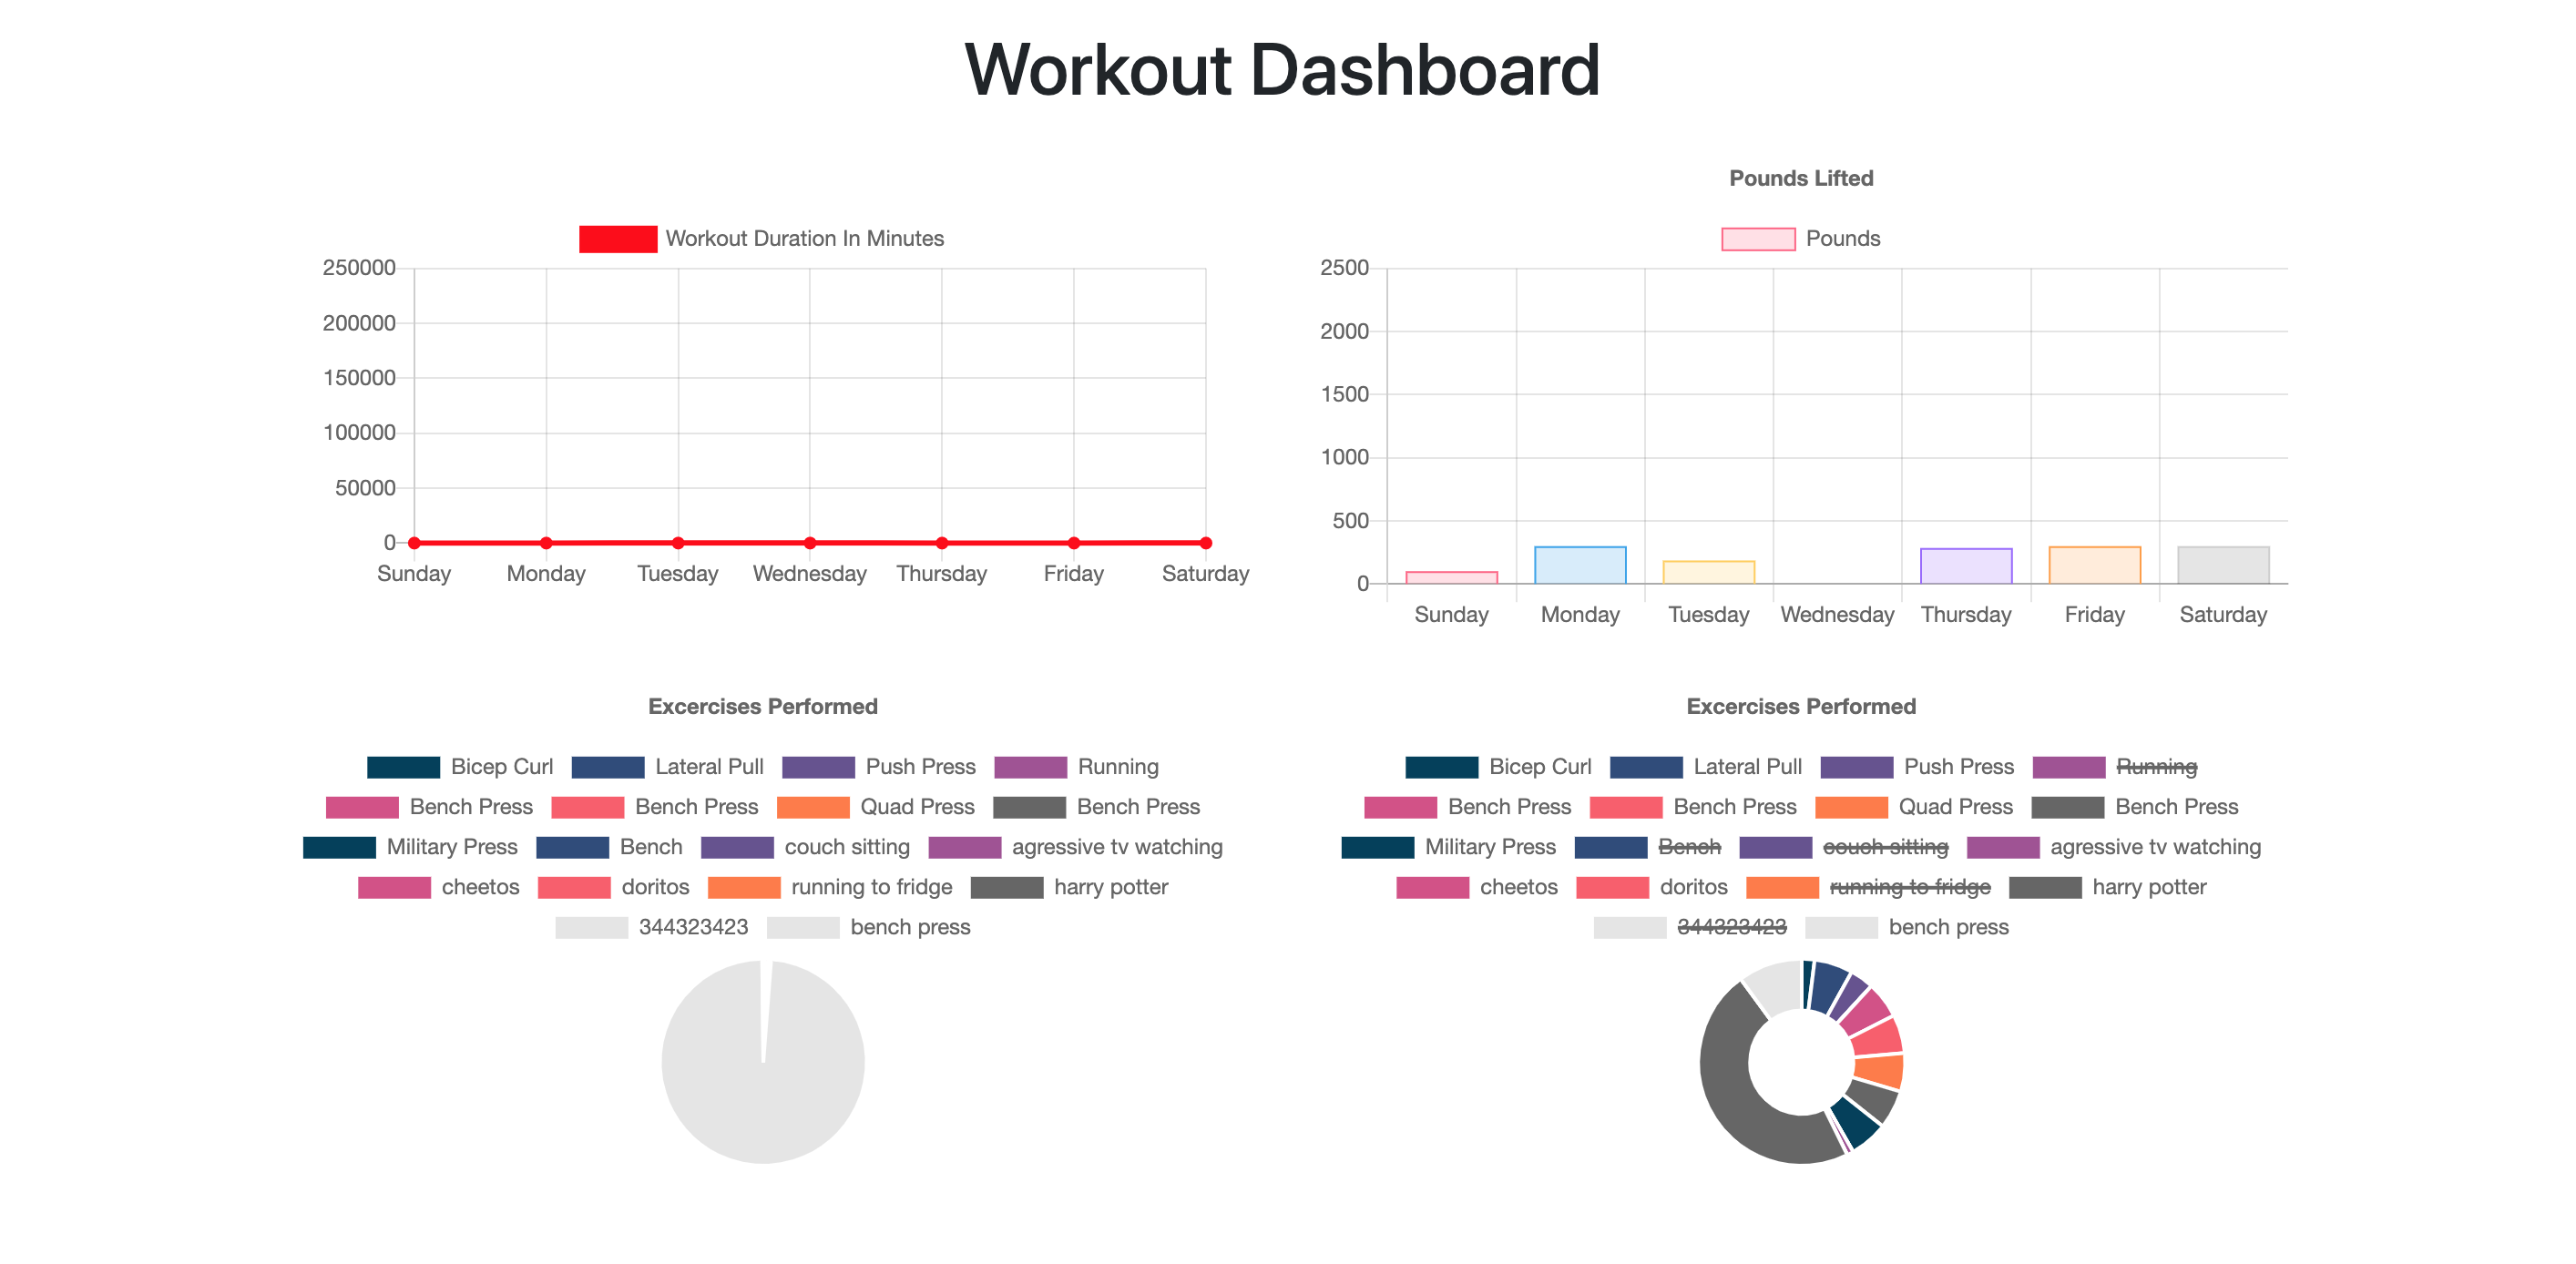 Workout Dashboard
Workout Duration In Minutes
250000
200000
150000
100000
50000
0
Sunday Monday Tuesday Wednesday Thursday Friday Saturday
Pounds Lifted
Pounds
2500
2000
1500
1000
500
0
Sunday Monday Tuesday Wednesday Thursday Friday Saturday
Excercises Performed
Bicep Curl Lateral Pull Push Press Running
Bench Press Bench Press Quad Press Bench Press
Military Press Bench couch sitting agressive tv watching
cheetos doritos running to fridge harry potter
344323423 bench press
Excercises Performed
Bicep Curl Lateral Pull Push Press Running
Bench Press Bench Press Quad Press Bench Press
Military Press Bench couch sitting agressive tv watching
cheetos doritos running to fridge harry potter
344323423 bench press